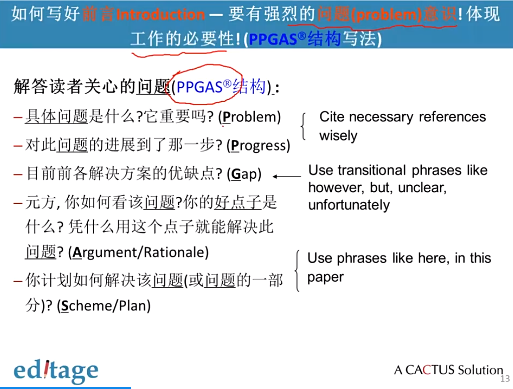 如何写好前言introduction — 要有强烈的问题(problem)意识!体现
工作的必要性!(PPGAS®结构写法)
解答读者关心的问题(PPGAS®结构):
–具体问题是什么?它重要吗? (Problem)
–对此问题的进展到了那一步? (Progress)
–目前前各解决方案的优缺点? (Gap)
–元方, 你如何看该问题?你的好点子是
什么? 凭什么用这个点子就能解决此
问题? (Argument/Rationale)
–你计划如何解决该问题(或问题的一部
分)? (Scheme/Plan)
Cite necessary references
wisely
Use transitional phrases like
however, but, unclear,
unfortunately
Use phrases like here, in this
paper
editage
A CACTUS Solution
13